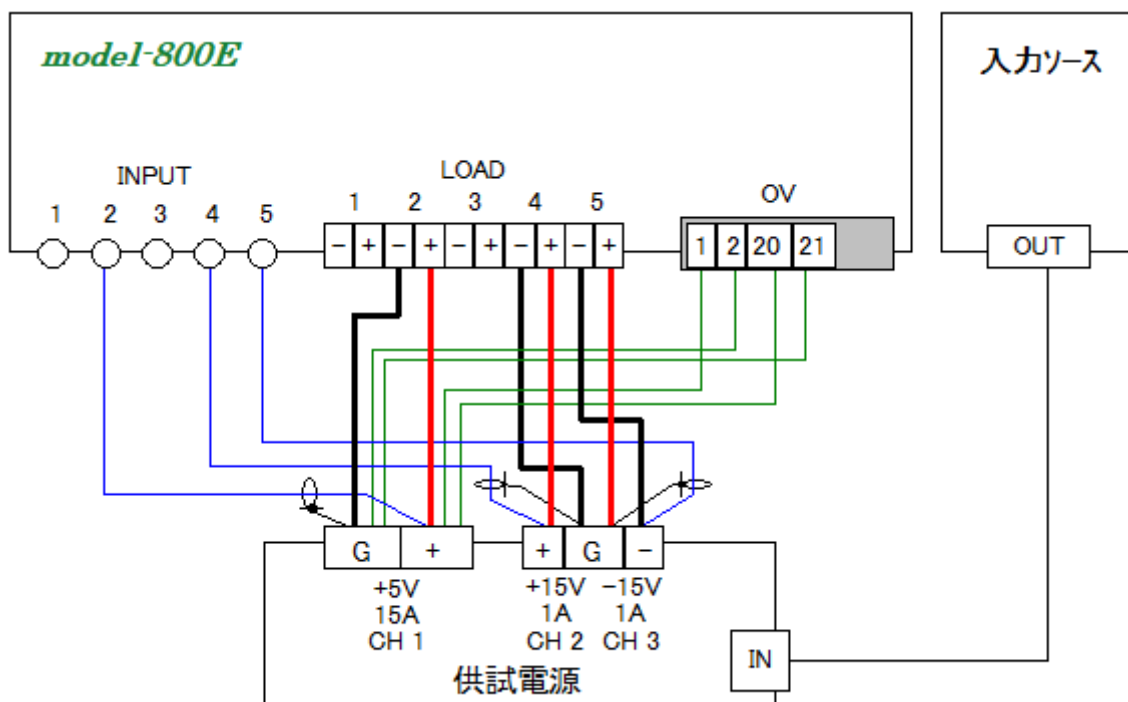 model-800E
入力ソース
INPUT
LOAD
OV
1 2 3 4 5
1 2 3 4 5
- + - + - + - + - +
1 2 20 21
OUT
G +
+ G -
+5V
15A
CH 1
+15V
1A
CH 2
-15V
1A
CH 3
IN
供試電源